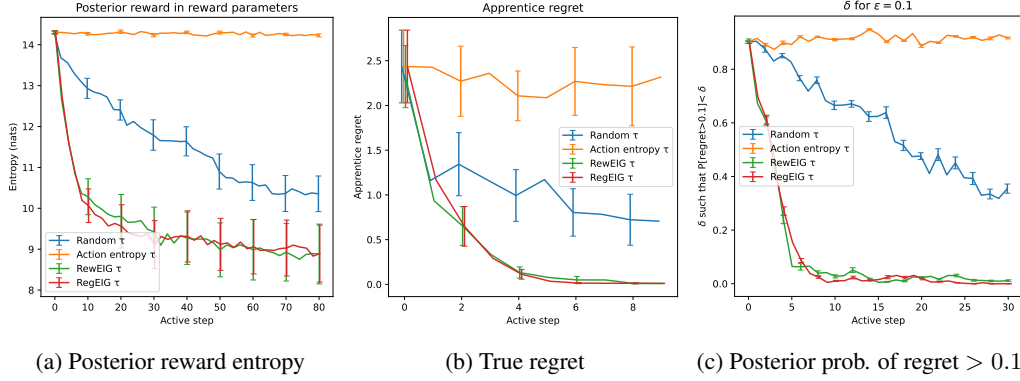 Posterior reward entropy in reward parameters
Entropy (nats)
14
13
12
11
10
9
8
0 10 20 30 40 50 60 70 80
Active step
Random τ
Action entropy τ
RewEIG τ
RegEIG τ
(a) Posterior reward entropy
Apprentice regret
Apprentice regret
2.5
2.0
1.5
1.0
0.5
0.0
0 2 4 6 8
Active step
Random τ
Action entropy τ
RewEIG τ
RegEIG τ
(b) True regret
δ for ε = 0.1
δ such that P[regret>0.1]< δ
0.8
0.6
0.4
0.2
0.0
0 5 10 15 20 25 30
Active step
Random τ
Action entropy τ
RewEIG τ
RegEIG τ
(c) Posterior prob. of regret > 0.1